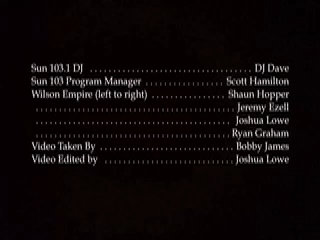 Sun 103.1 DJ .................................. DJ Dave
Sun 103 Program Manager ................. Scott Hamilton
Wilson Empire (left to right) ................ Shaun Hopper
.......................................... Jeremy Ezell
......................................... Joshua Lowe
......................................... Ryan Graham
Video Taken By ............................ Bobby James
Video Edited by ........................... Joshua Lowe